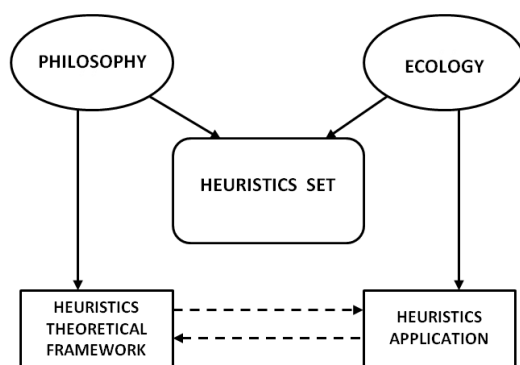 PHILOSOPHY
ECOLOGY
HEURISTICS SET
HEURISTICS
THEORETICAL
FRAMEWORK
HEURISTICS
APPLICATION